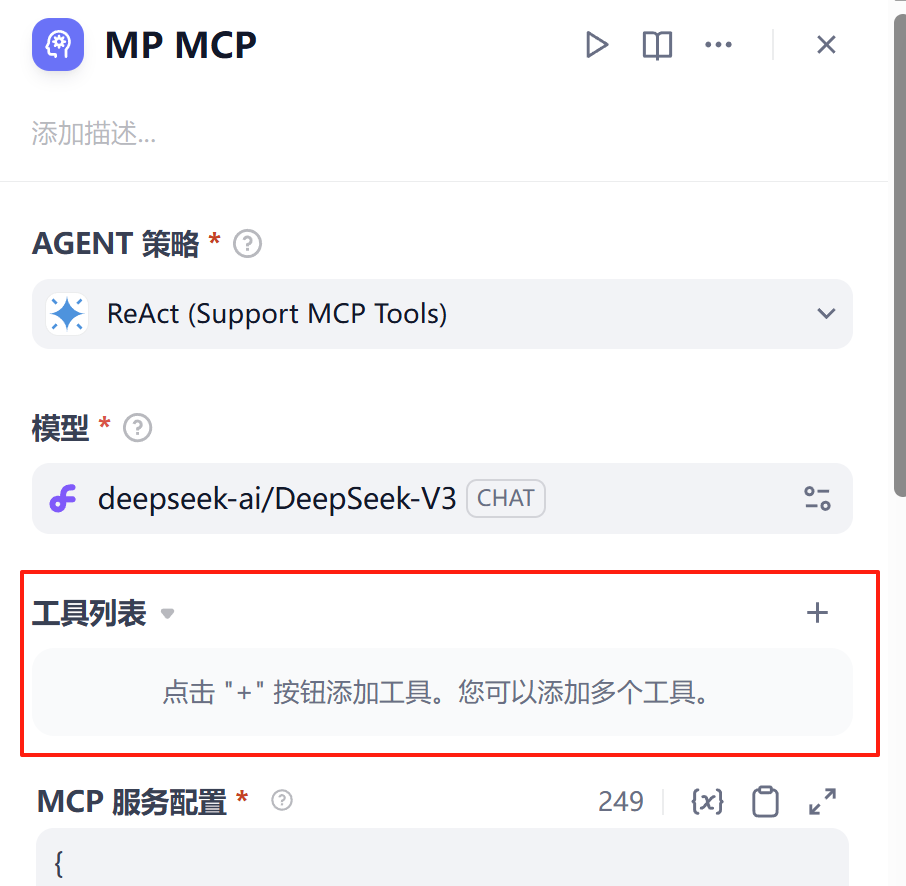 MP MCP
添加描述...
AGENT 策略 *
ReAct (Support MCP Tools)
模型 *
deepseek-ai/DeepSeek-V3 CHAT
工具列表
点击 "+" 按钮添加工具。您可以添加多个工具。
MCP 服务配置 * 249 {x}
{